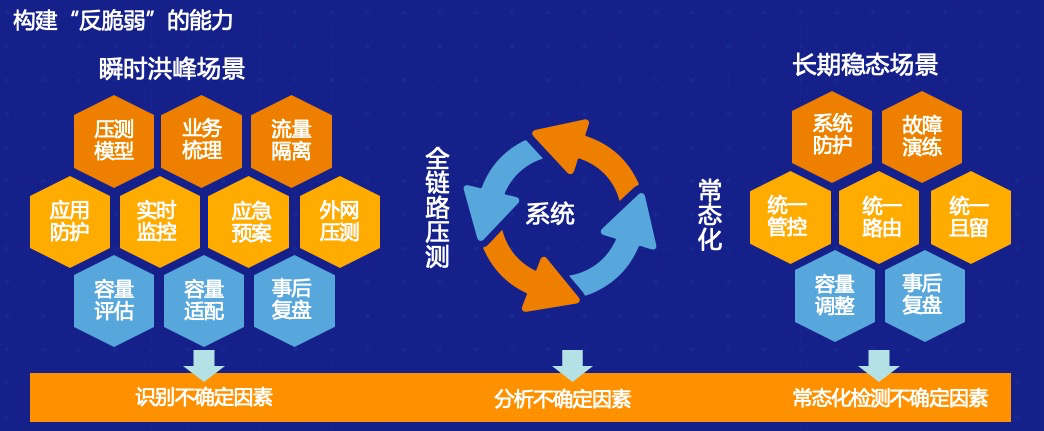 构建“反脆弱”的能力
瞬时洪峰场景
压测
模型
业务
梳理
流量
隔离
应用
防护
实时
监控
应急
预案
外网
压测
容量
评估
容量
适配
事后
复盘
全链路压测
系统
常态化
长期稳态场景
系统
防护
故障
演练
统一
管控
统一
路由
统一
且留
容量
调整
事后
复盘
识别不确定因素
分析不确定因素
常态化检测不确定因素